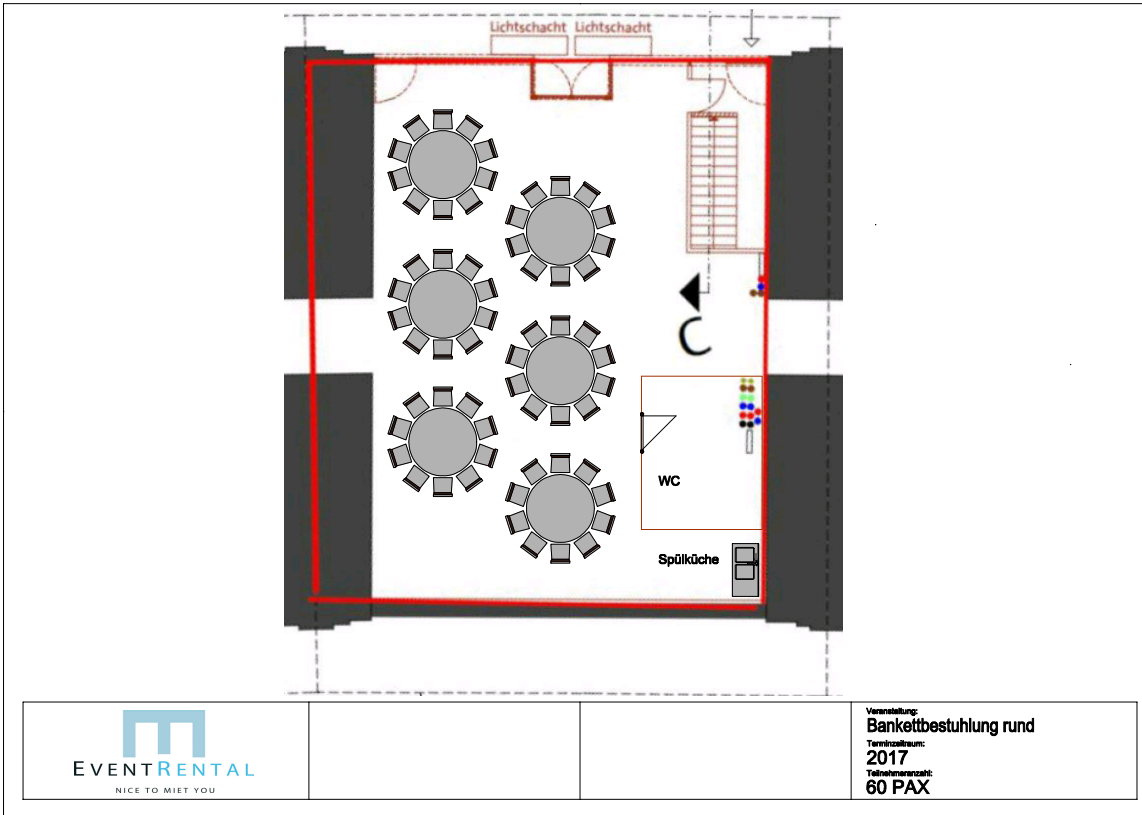 Lichtschacht Lichtschacht
C
WC
Spülküche
EVENTRENTAL
NICE TO MIET YOU
Veranstaltung:
Bankettbestuhlung rund
Terminzeitraum:
2017
Teilnehmeranzahl:
60 PAX